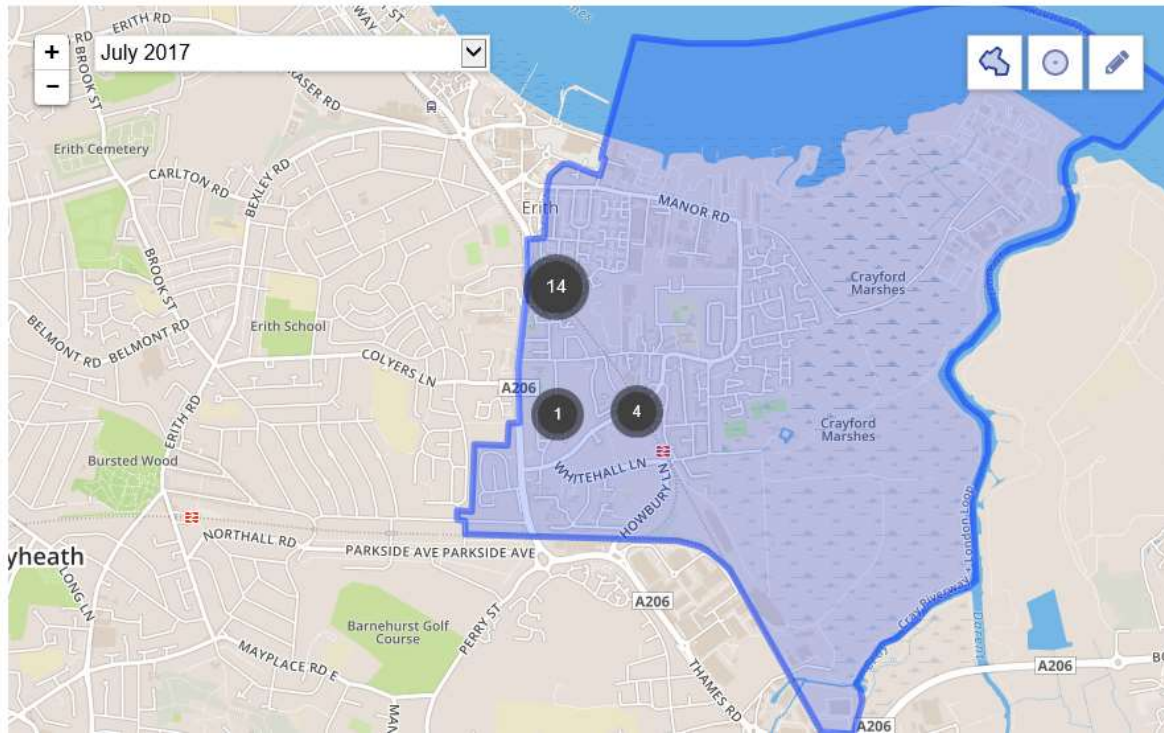 ERITH RD
+
July 2017
−
BROOK ST
FRASER RD
Erith Cemetery
CARLTON RD
BEXLEY RD
Erith
MANOR RD
BROOK ST
14
Crayford
Marshes
BELMONT RD
BELMONT RD
Erith School
COLYERS LN
A206
1
4
ERITH RD
Crayford
Marshes
Bursted Wood
WHITEHALL LN
HOWBURY LN
NORTHALL RD
PARKSIDE AVE
PARKSIDE AVE
yheath
LONG LN
A206
Cray Riverway + London Loop
Barnehurst Golf
Course
PERRY ST
MAYPLACE RD E
THAMES RD
A206
A206